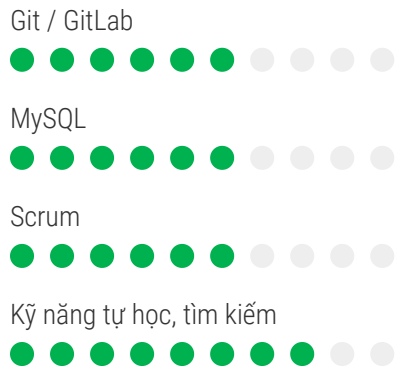 Git / GitLab
MySQL
Scrum
Kỹ năng tự học, tìm kiếm